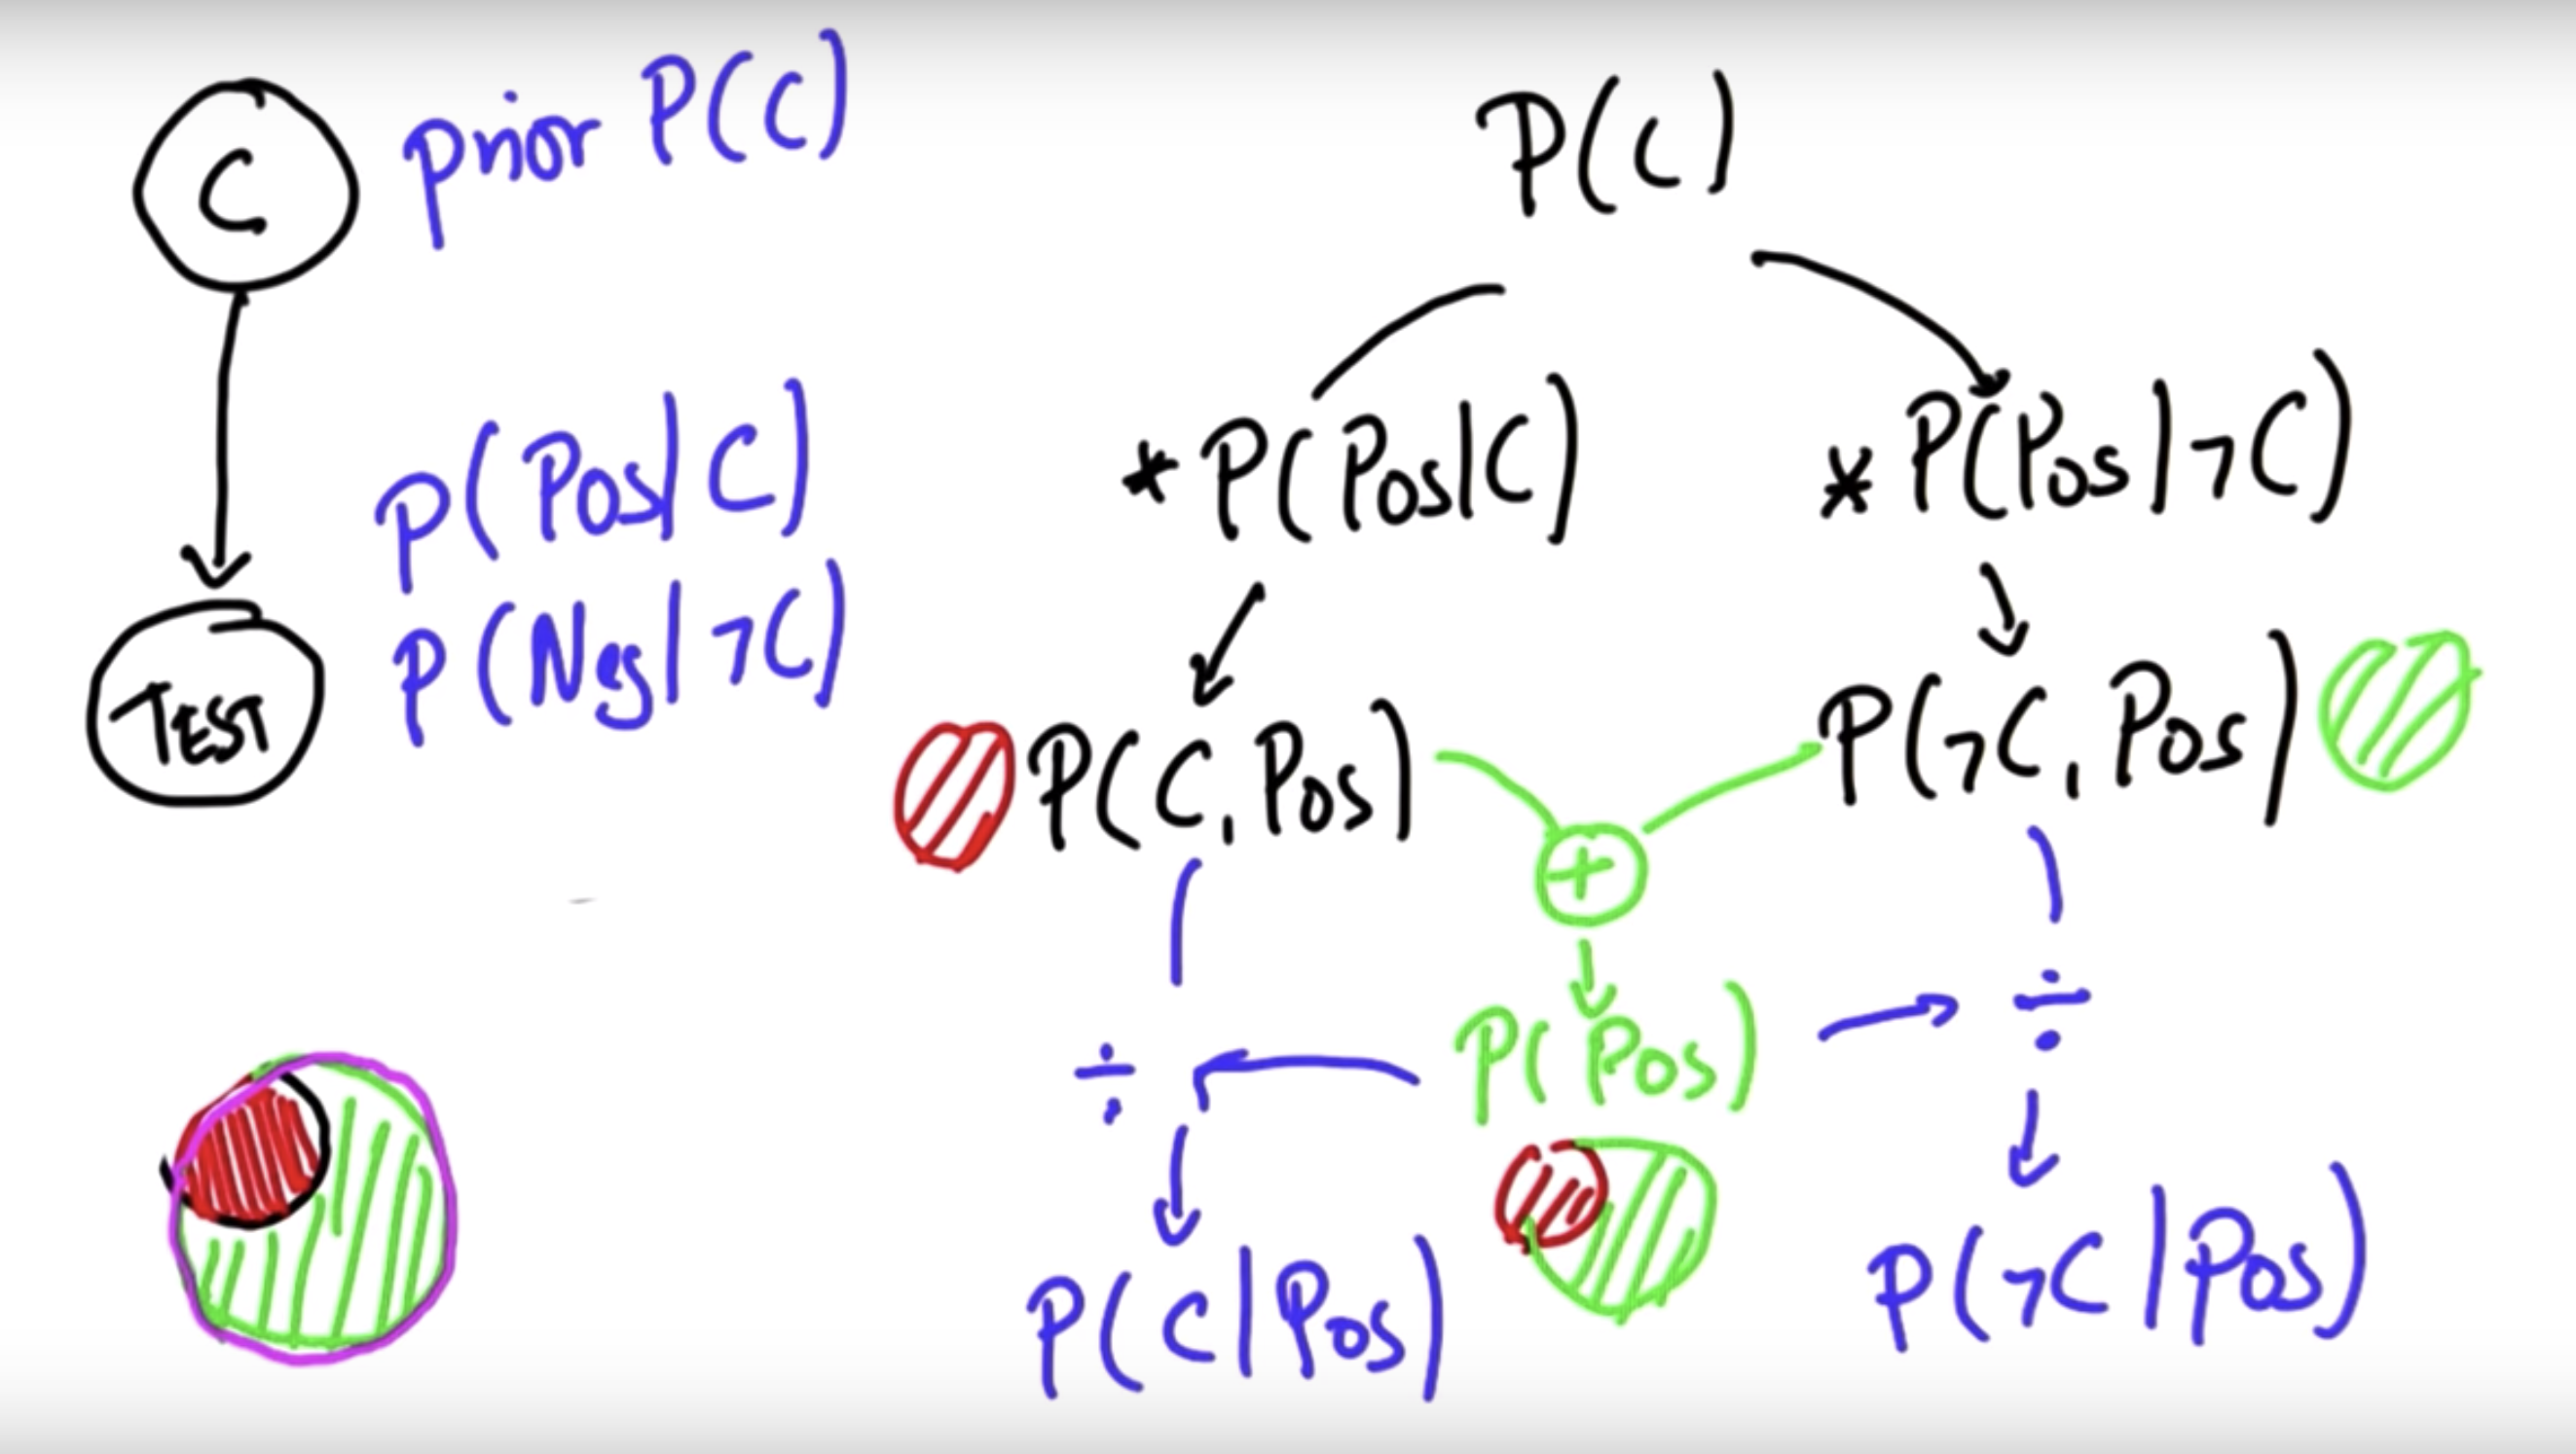 C
prior P(C)
P(Pos|C)
P(Neg|¬C)
TEST
P(C)
* P(Pos|C)
* P(Pos|¬C)
P(C, Pos)
P(¬C, Pos)
+
P(Pos)
÷
÷
P(C|Pos)
P(¬C|Pos)